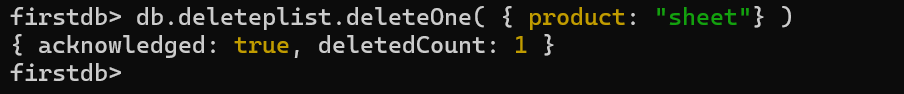 firstdb> db.deleteplist.deleteOne( { product: "sheet"} )
{ acknowledged: true, deletedCount: 1 }
firstdb>